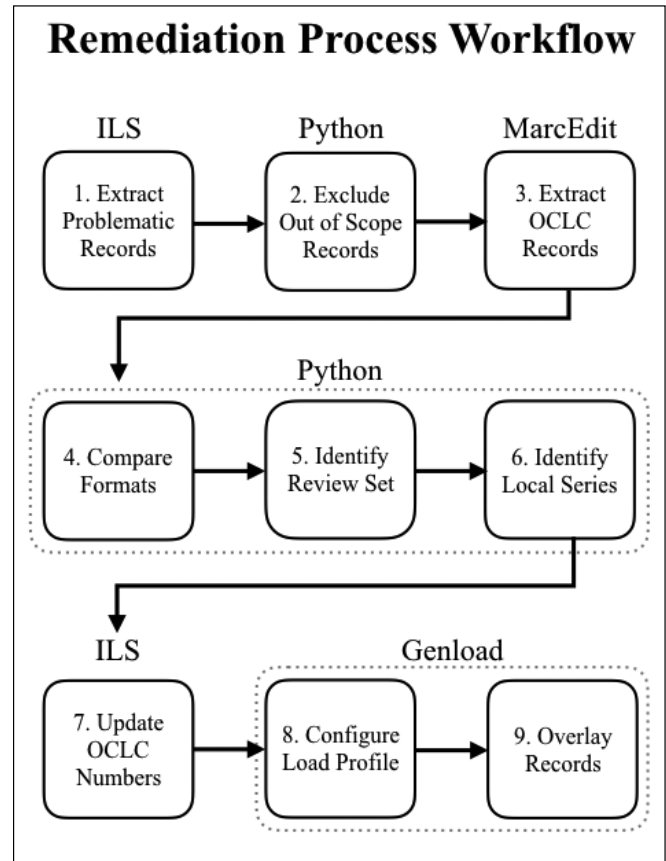 Remediation Process Workflow
ILS
Python
MarcEdit
1. Extract
Problematic
Records
2. Exclude
Out of Scope
Records
3. Extract
OCLC
Records
Python
4. Compare
Formats
5. Identify
Review Set
6. Identify
Local Series
ILS
Genload
7. Update
OCLC
Numbers
8. Configure
Load Profile
9. Overlay
Records